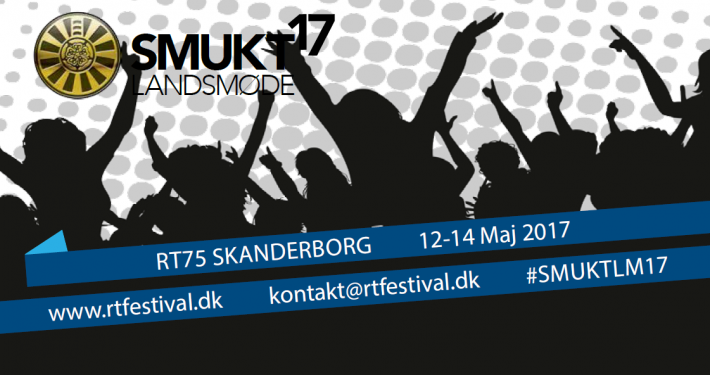 SMUKT17
LANDSMØDE
RT75 SKANDERBORG 12-14 Maj 2017
www.rtfestival.dk kontakt@rtfestival.dk #SMUKTLM17